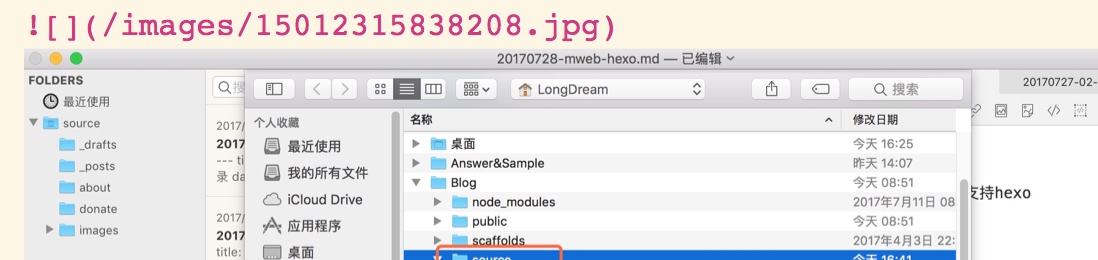 ![](/images/15012315838208.jpg)
20170728-mweb-hexo.md — 已编辑
FOLDERS
最近使用
source
_drafts
_posts
about
donate
images
搜
2017/
2017
--- ti
录 da
2017/
2017
title:
LongDream
搜索
个人收藏
最近使用
我的所有文件
iCloud Drive
应用程序
桌面
名称 修改日期
桌面 今天 16:25
Answer&Sample 昨天 14:07
Blog 今天 08:51
node_modules 2017年7月11日 08
public 今天 08:51
scaffolds 2017年4月3日 22:
source 今天 16:41
20170727-02-
支持hexo